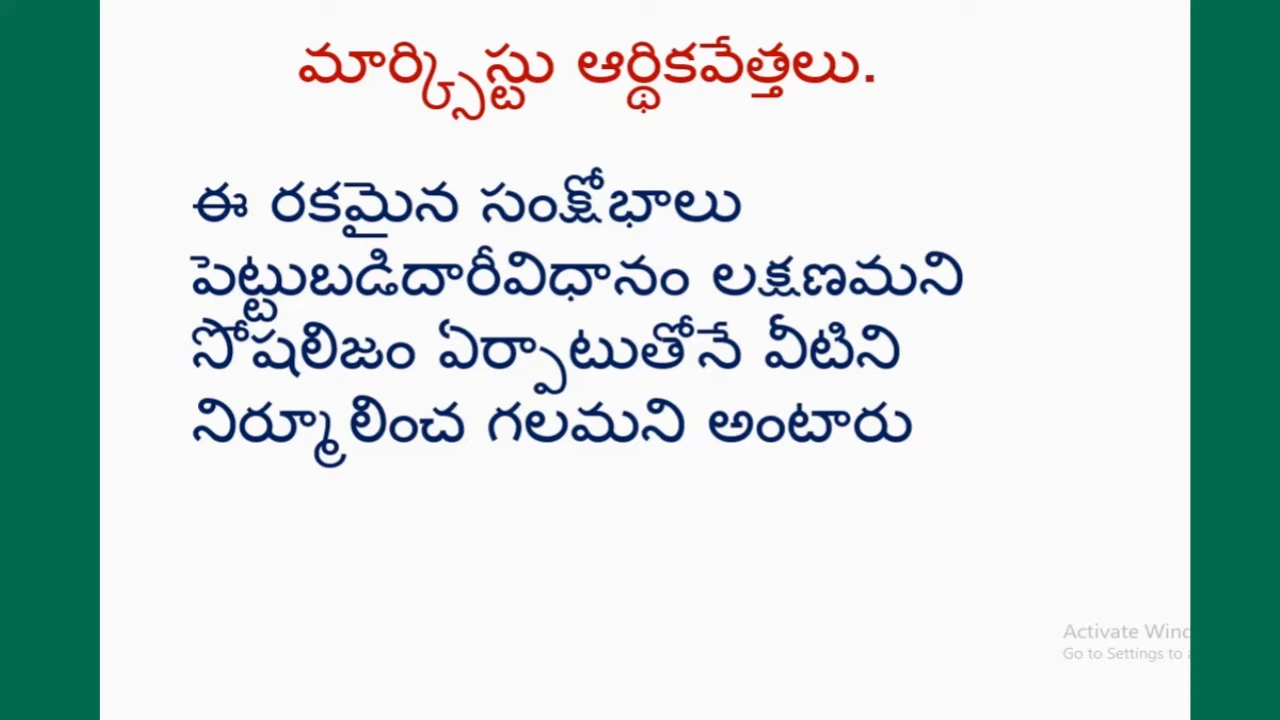 మార్క్సిస్టు ఆర్థికవేత్తలు.
ఈ రకమైన సంక్షోభాలు
పెట్టుబడిదారీవిధానం లక్షణమని
సోషలిజం ఏర్పాటుతోనే వీటిని
నిర్మూలించ గలమని అంటారు
Activate Wind
Go to Settings to a